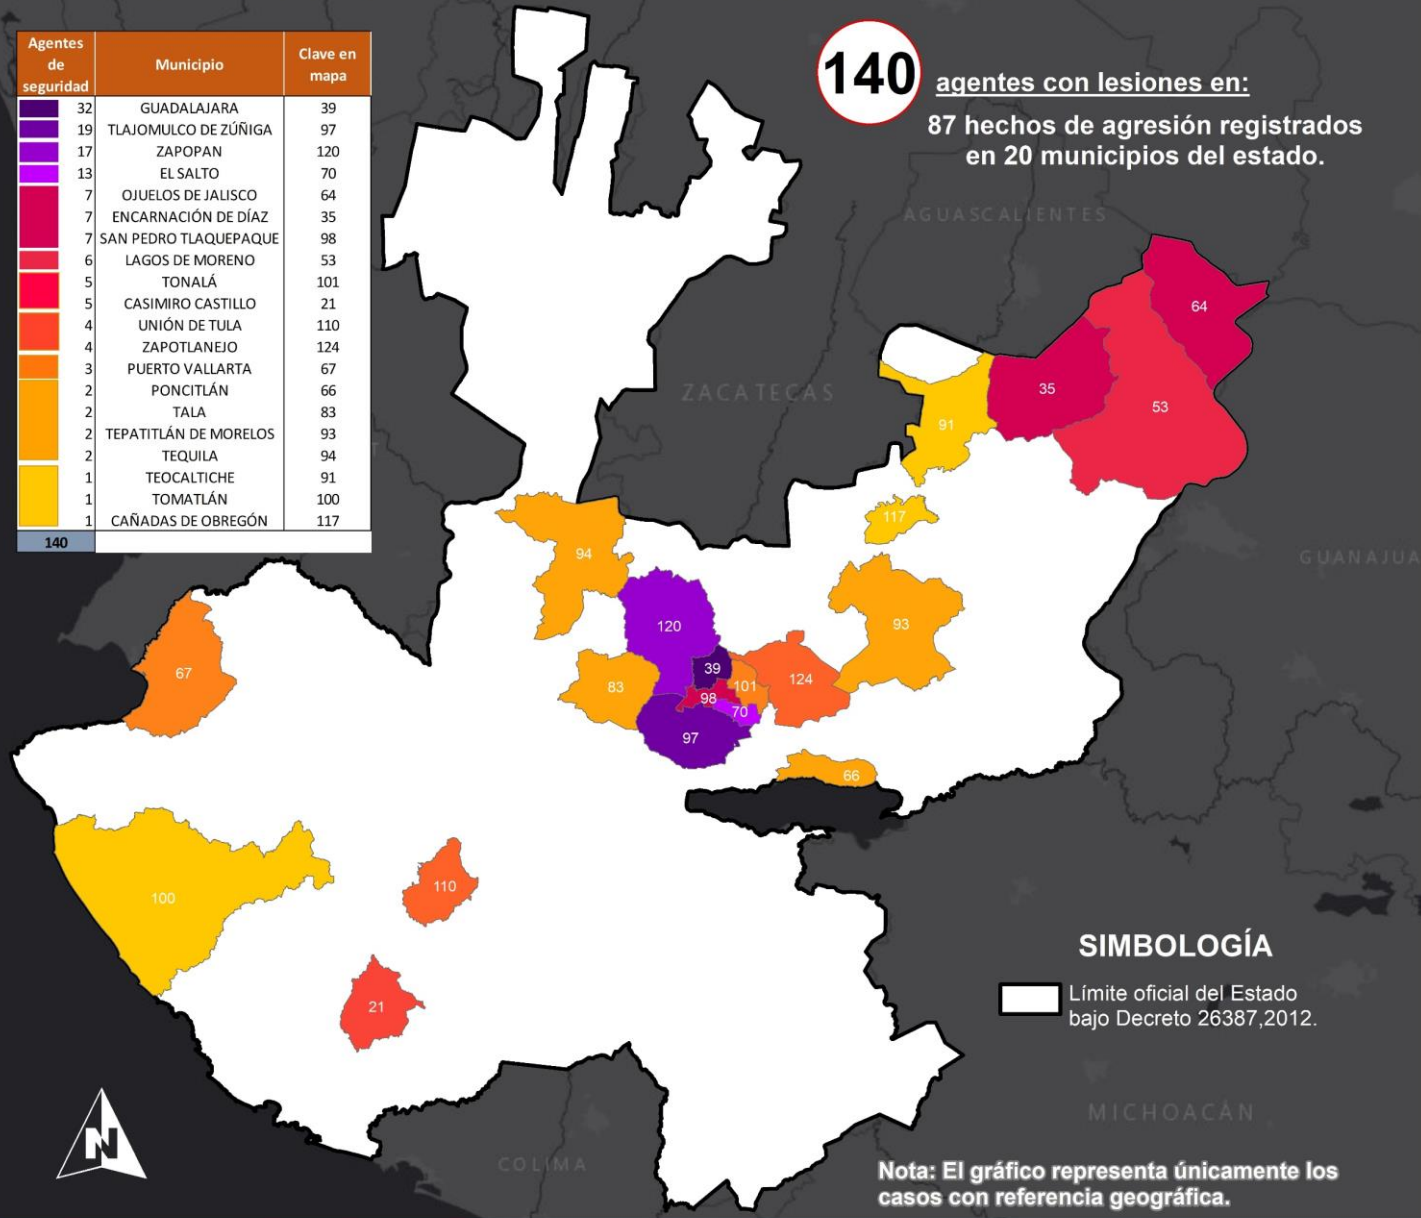 Agentes de seguridad Municipio Clave en mapa
32 GUADALAJARA 39
19 TLAJOMULCO DE ZÚÑIGA 97
17 ZAPOPAN 120
13 EL SALTO 70
7 OJUELOS DE JALISCO 64
7 ENCARNACIÓN DE DÍAZ 35
7 SAN PEDRO TLAQUEPAQUE 98
6 LAGOS DE MORENO 53
5 TONALÁ 101
5 CASIMIRO CASTILLO 21
4 UNIÓN DE TULA 110
4 ZAPOTLANEJO 124
3 PUERTO VALLARTA 67
2 PONCITLÁN 66
2 TALA 83
2 TEPATITLÁN DE MORELOS 93
2 TEQUILA 94
1 TEOCALTICHE 91
1 TOMATLÁN 100
1 CAÑADAS DE OBREGÓN 117
140
140 agentes con lesiones en:
87 hechos de agresión registrados
en 20 municipios del estado.
AGUASCALIENTES
64
ZACATECAS
35
53
91
117
94
GUANAJUA
120
93
39
67
83
101
124
98
70
97
66
110
100
21
SIMBOLOGÍA
Límite oficial del Estado
bajo Decreto 26387,2012.
MICHOACÁN
N
COLIMA
Nota: El gráfico representa únicamente los
casos con referencia geográfica.